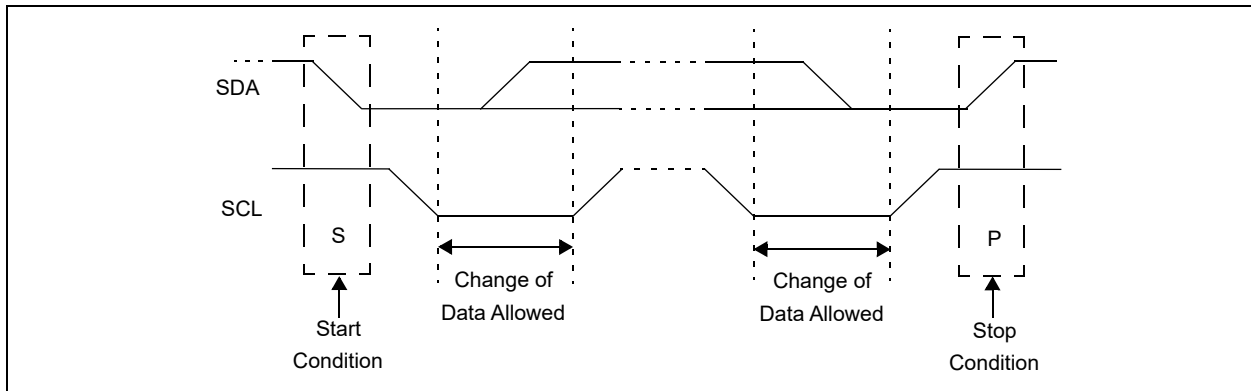 SDA
SCL
S
P
Change of
Data Allowed
Change of
Data Allowed
Start
Condition
Stop
Condition